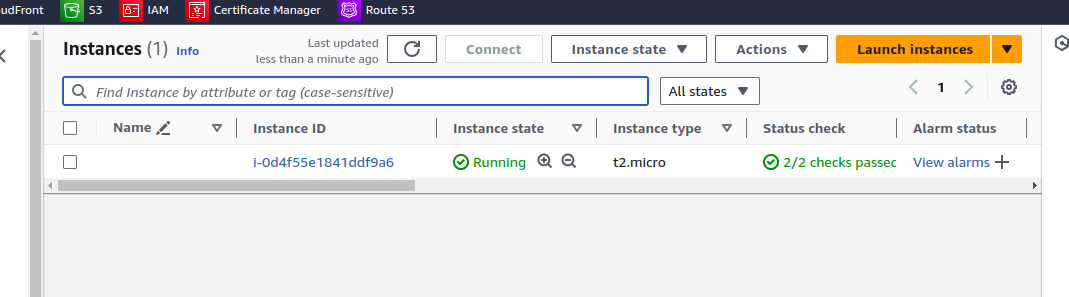 oudFront S3 IAM Certificate Manager Route 53
Instances (1) Info
Last updated
less than a minute ago
Connect Instance state Actions Launch instances
Find Instance by attribute or tag (case-sensitive) All states 1
Name Instance ID Instance state Instance type Status check Alarm status
i-0d4f55e1841ddf9a6 Running t2.micro 2/2 checks passec View alarms